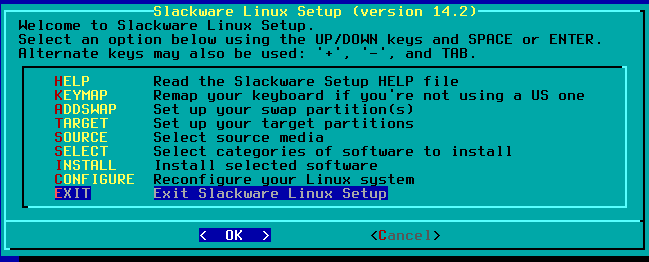 Slackware Linux Setup (version 14.2)
Welcome to Slackware Linux Setup.
Select an option below using the UP/DOWN keys and SPACE or ENTER.
Alternate keys may also be used: '+', '-', and TAB.
HELP Read the Slackware Setup HELP file
KEYMAP Remap your keyboard if you're not using a US one
ADDSWAP Set up your swap partition(s)
TARGET Set up your target partitions
SOURCE Select source media
SELECT Select categories of software to install
INSTALL Install selected software
CONFIGURE Reconfigure your Linux system
EXIT Exit Slackware Linux Setup
< OK > <Cancel>